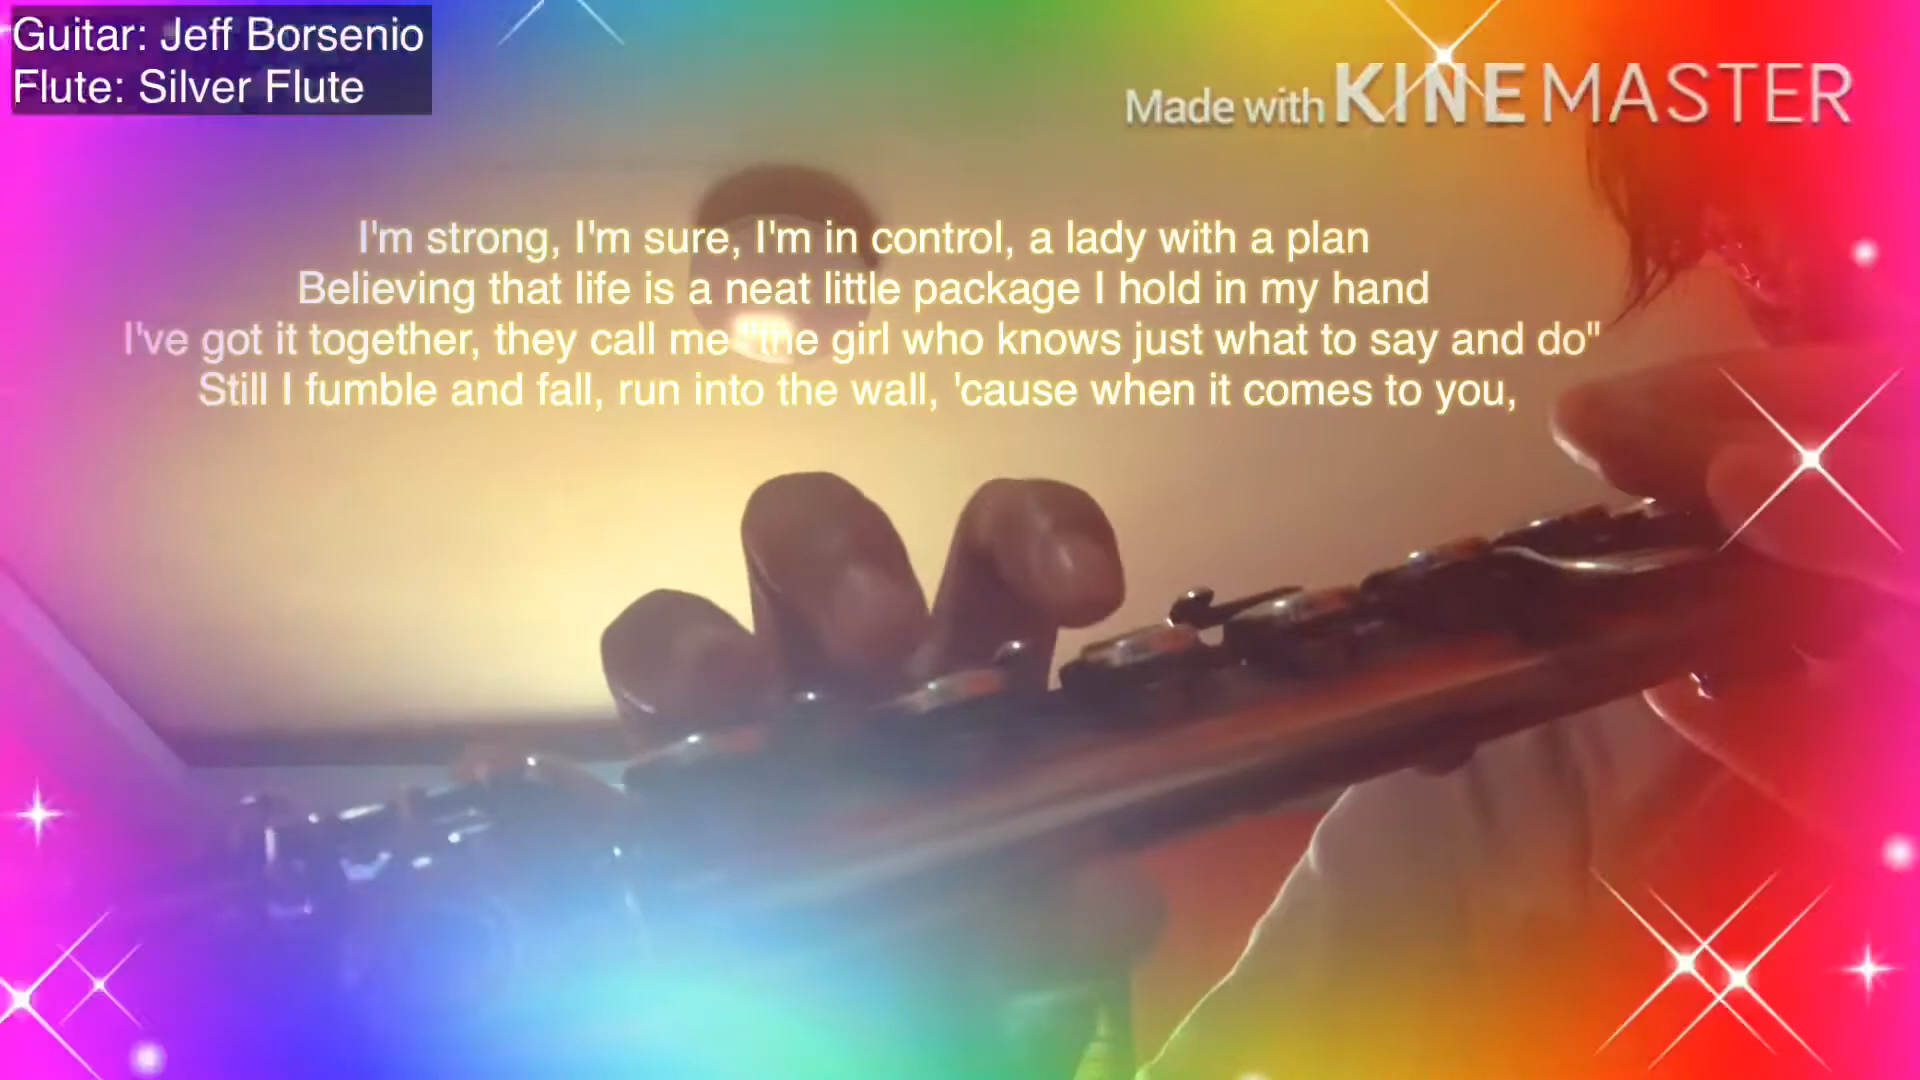 Guitar: Jeff Borsenio
Flute: Silver Flute
Made with KINEMASTER
I'm strong, I'm sure, I'm in control, a lady with a plan
Believing that life is a neat little package I hold in my hand
I've got it together, they call me "the girl who knows just what to say and do"
Still I fumble and fall, run into the wall, 'cause when it comes to you,